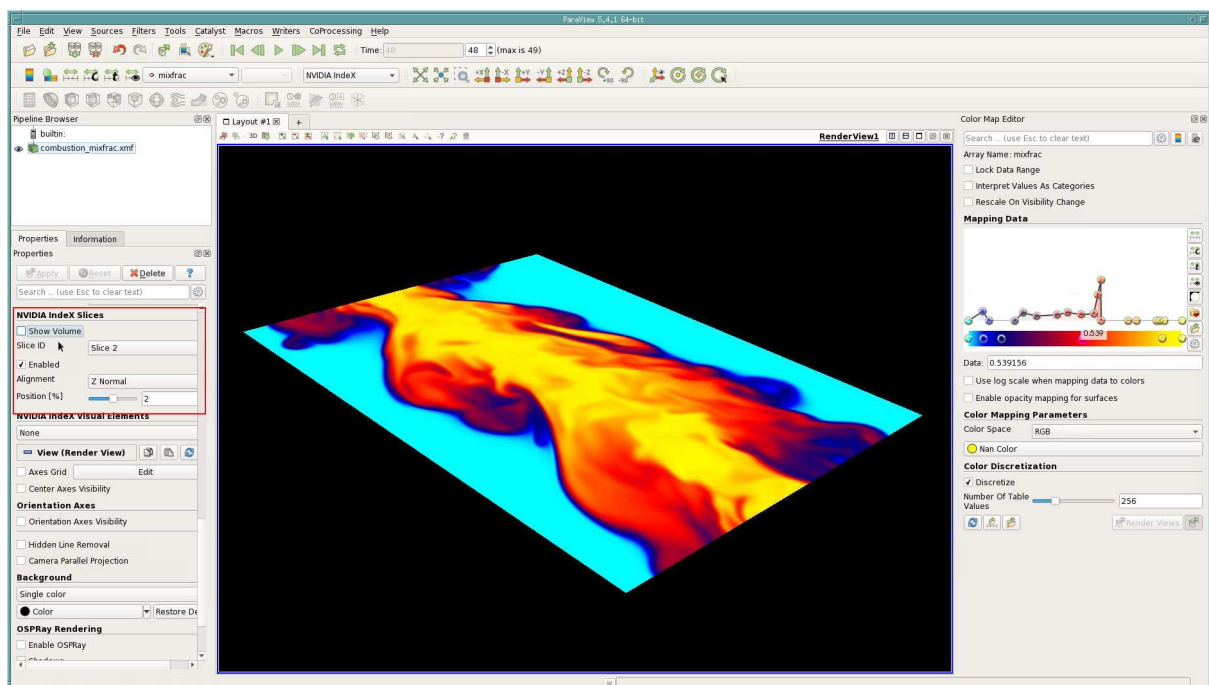 ParaView 5.4.1 64-bit
File Edit View Sources Filters Tools Catalyst Macros Writers CoProcessing Help
Time: 48 48 (max is 49)
mixfrac NVIDIA IndeX
Pipeline Browser
builtin:
combustion_mixfrac.xmf
Properties Information
Properties
Apply Reset Delete ?
Search ... (use Esc to clear text)
NVIDIA IndeX Slices
Show Volume
Slice ID Slice 2
Enabled
Alignment Z Normal
Position [%] 2
NVIDIA IndeX Visual Elements
None
View (Render View)
Axes Grid Edit
Center Axes Visibility
Orientation Axes
Orientation Axes Visibility
Hidden Line Removal
Camera Parallel Projection
Background
Single color
Color Restore De
OSPRay Rendering
Enable OSPRay
Layout #1 +
3D
RenderView1
Color Map Editor
Search ... (use Esc to clear text)
Array Name: mixfrac
Lock Data Range
Interpret Values As Categories
Rescale On Visibility Change
Mapping Data
0.539
Data: 0.539156
Use log scale when mapping data to colors
Enable opacity mapping for surfaces
Color Mapping Parameters
Color Space RGB
Nan Color
Color Discretization
Discretize
Number Of Table Values 256
Render Views